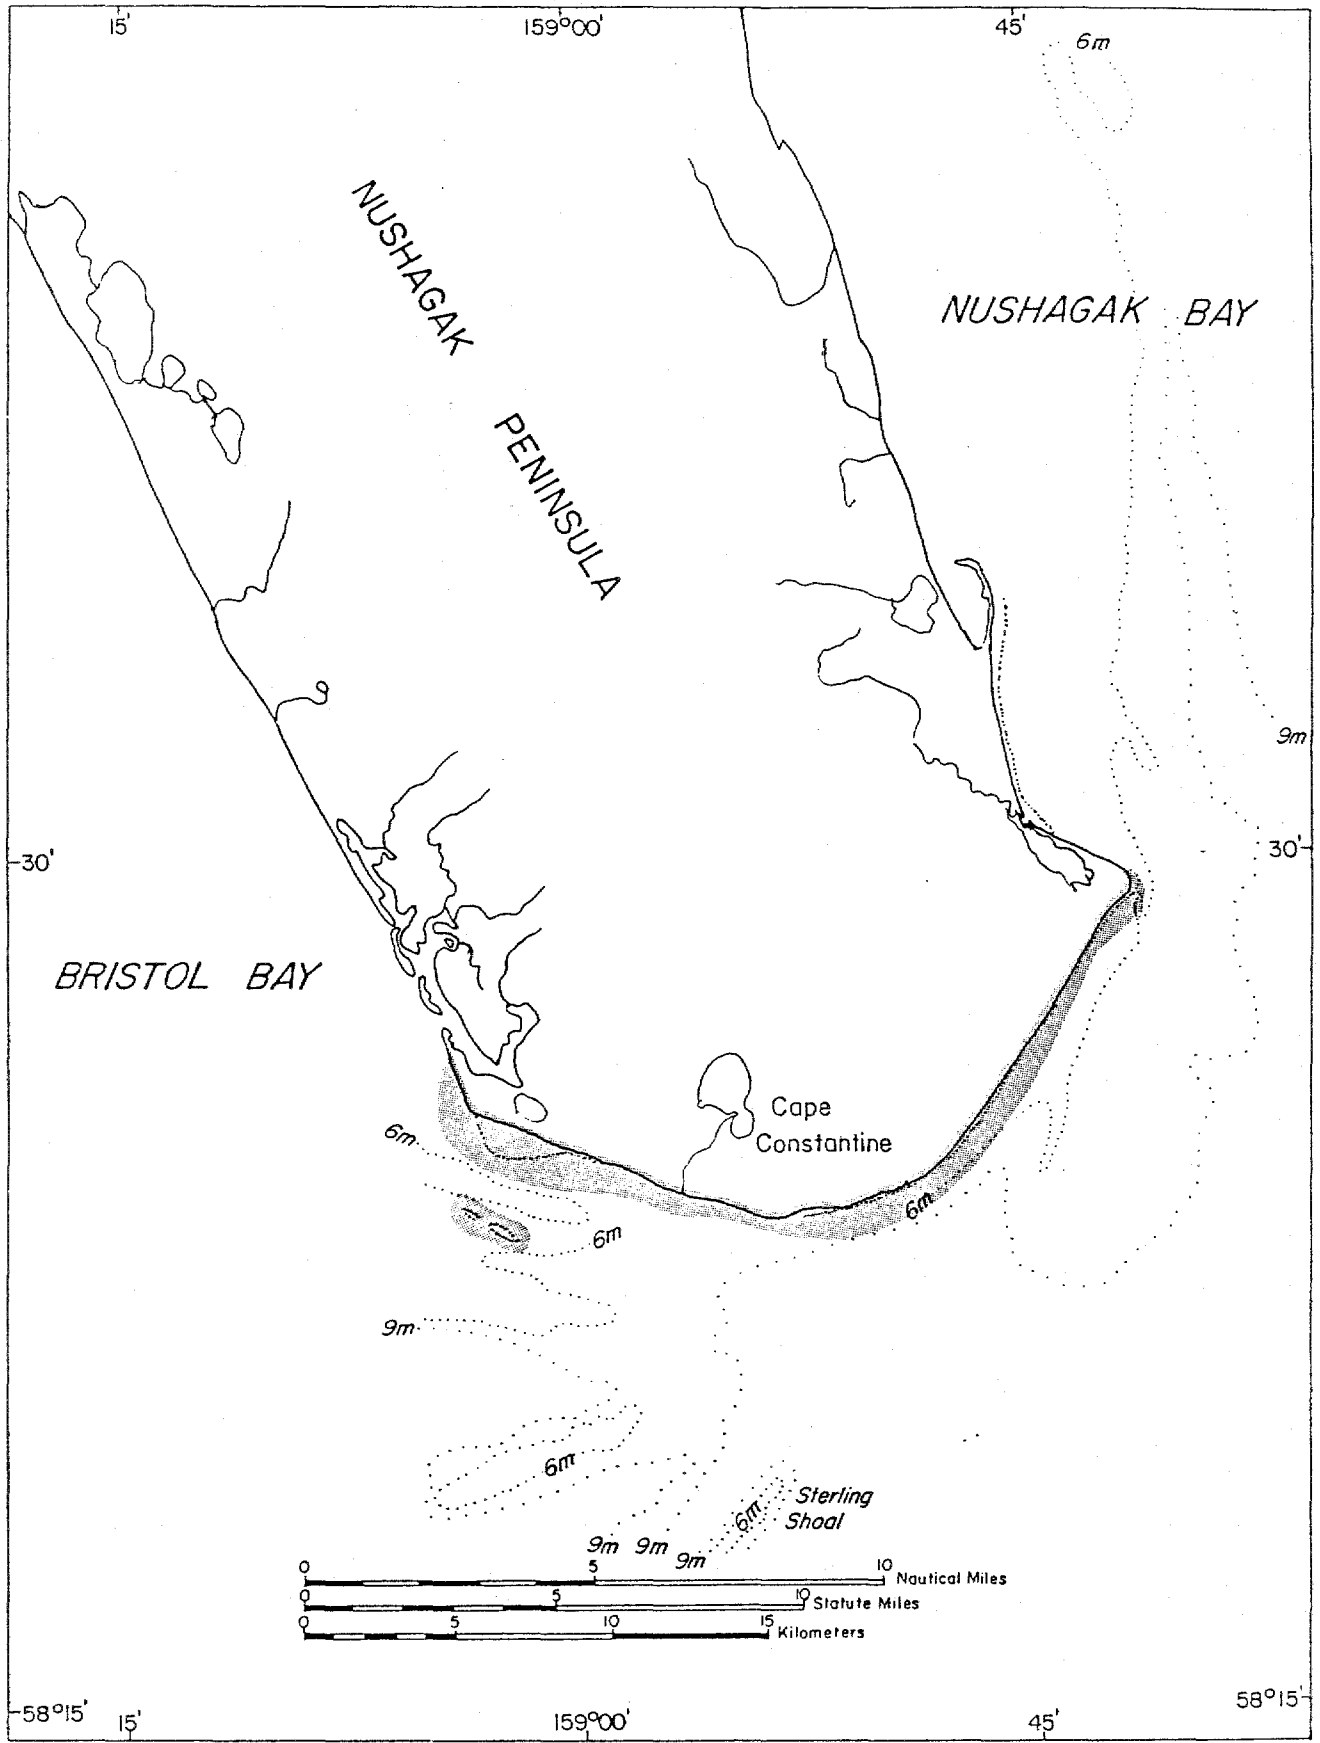 15'
159°00'
45'
6m
NUSHAGAK
PENINSULA
NUSHAGAK BAY
9m
30'
30'
BRISTOL BAY
Cape
Constantine
6m
6m
6m
9m
6m
Sterling
Shoal
6m
9m
9m
9m
0 5 10 Nautical Miles
0 5 10 Statute Miles
0 5 10 15 Kilometers
58°15'
58°15'
15'
159°00'
45'